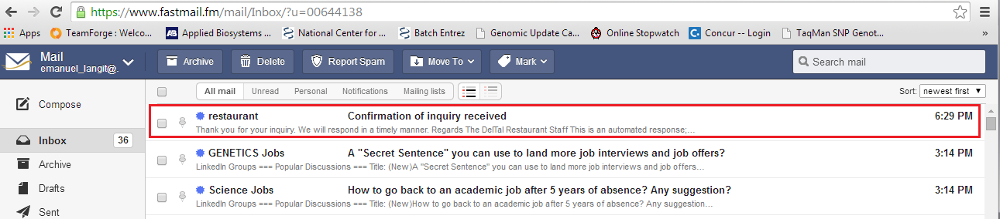 https://www.fastmail.fm/mail/Inbox/?u=00644138
Apps TeamForge : Welco... Applied Biosystems ... National Center for ... Batch Entrez Genomic Update Ca... Online Stopwatch Concur -- Login TaqMan SNP Genot... »
Mail
emanuel_langit@.
Archive Delete Report Spam Move To Mark Search mail
Compose
All mail Unread Personal Notifications Mailing lists Sort: newest first
restaurant Confirmation of inquiry received 6:29 PM
Thank you for your inquiry. We will respond in a timely manner. Regards The DelTal Restaurant Staff This is an automated response;...
Inbox 36
GENETICS Jobs A "Secret Sentence" you can use to land more job interviews and job offers? 3:14 PM
LinkedIn Groups === Popular Discussions === Title: (New)A "Secret Sentence" you can use to land more job interviews and job offers...
Archive
Drafts
Science Jobs How to go back to an academic job after 5 years of absence? Any suggestion? 3:14 PM
LinkedIn Groups === Popular Discussions === Title: (New)How to go back to an academic job after 5 years of absence? Any suggestion...
Sent